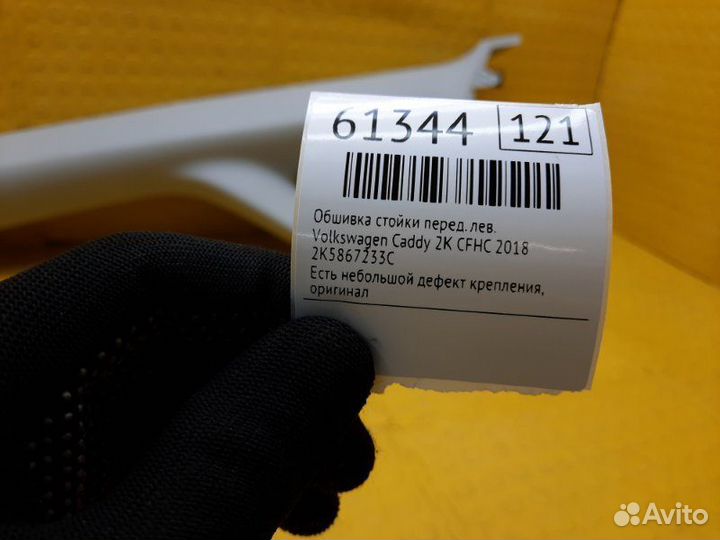 61344 121
Обшивка стойки перед. лев.
Volkswagen Caddy 2K CFHC 2018
2K5867233C
Есть небольшой дефект крепления,
оригинал
Avito